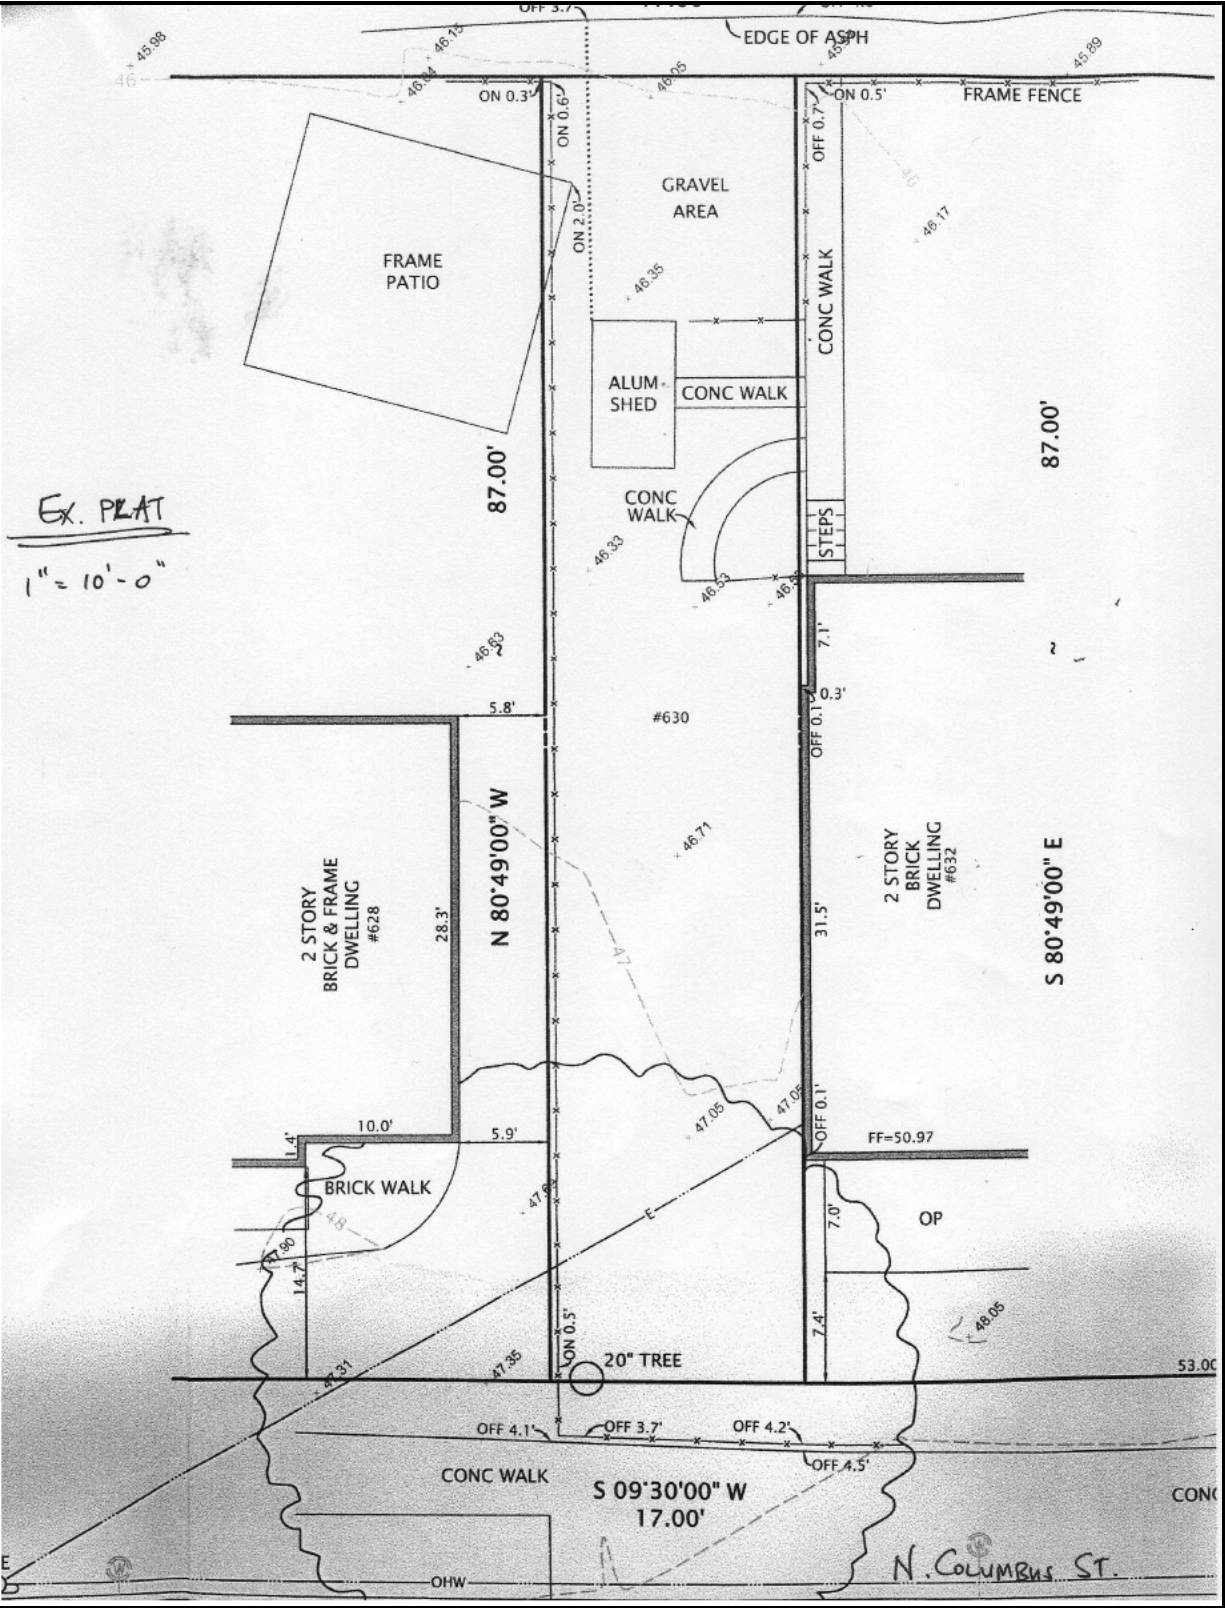 OFF 3.7'
EDGE OF ASPH
45.98
46.15
45.89
46
46.04
46.05
ON 0.3'
ON 0.5'
FRAME FENCE
ON 0.6'
OFF 0.7'
GRAVEL
AREA
46
ON 2.0'
46.17
FRAME
PATIO
46.35
CONC WALK
ALUM
SHED
CONC WALK
87.00'
87.00'
Ex. PLAT
1" = 10'-0"
CONC
WALK
STEPS
46.33
46.53
7.1'
46.63
0.3'
5.8'
#630
OFF 0.1'
N 80°49'00" W
46.71
2 STORY
BRICK & FRAME
DWELLING
#628
28.3'
47
31.5'
2 STORY
BRICK
DWELLING
#632
S 80°49'00" E
47.05
47.05
OFF 0.1'
FF=50.97
1.4'
10.0'
5.9'
BRICK WALK
48
47.90
14.7'
E
7.0'
OP
7.4'
48.05
ON 0.5'
20" TREE
47.31
47.35
OFF 4.1'
OFF 3.7'
OFF 4.2'
OFF 4.5'
CONC WALK
S 09°30'00" W
17.00'
E
OHW
N. COLUMBUS ST.